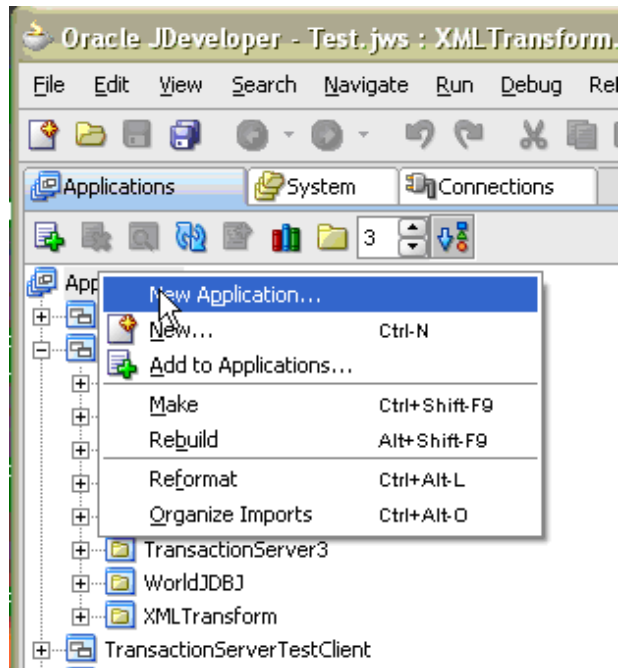 Oracle JDeveloper - Test.jws : XMLTransform.
File Edit View Search Navigate Run Debug Re
Applications System Connections
3
App
New Application...
New... Ctrl-N
Add to Applications...
Make Ctrl+Shift-F9
Rebuild Alt+Shift-F9
Reformat Ctrl+Alt-L
Organize Imports Ctrl+Alt-O
TransactionServer3
WorldJDBJ
XMLTransform
TransactionServerTestClient